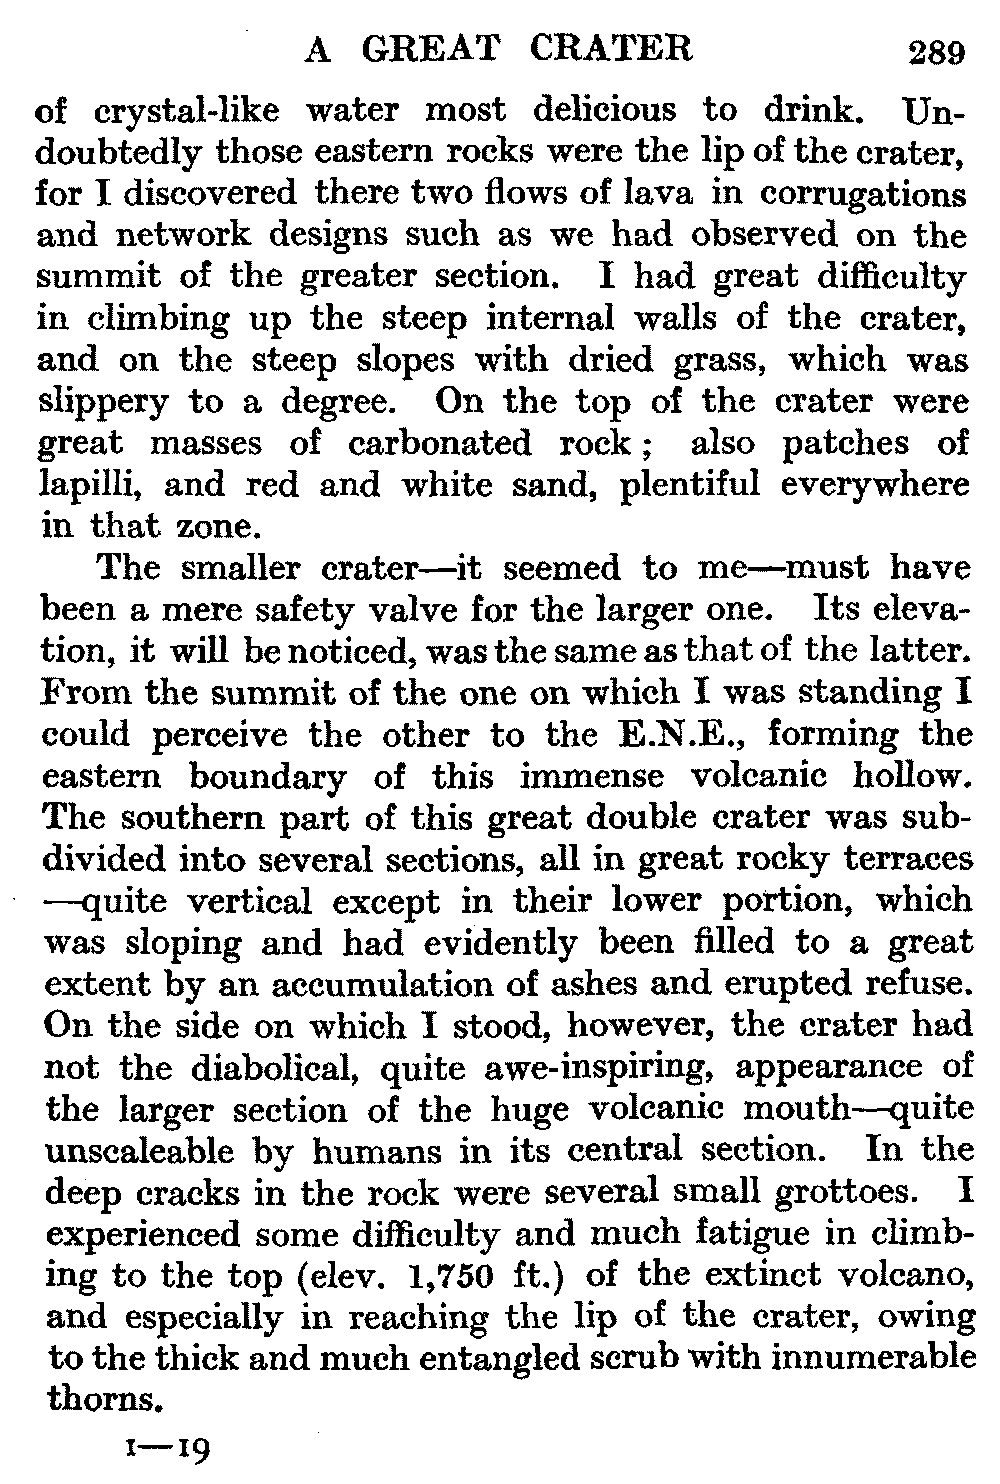 A GREAT CRATER 289
of crystal-like water most delicious to drink. Un-
doubtedly those eastern rocks were the lip of the crater,
for I discovered there two flows of lava in corrugations
and network designs such as we had observed on the
summit of the greater section. I had great difficulty
in climbing up the steep internal walls of the crater,
and on the steep slopes with dried grass, which was
slippery to a degree. On the top of the crater were
great masses of carbonated rock; also patches of
lapilli, and red and white sand, plentiful everywhere
in that zone.
The smaller crater—it seemed to me—must have
been a mere safety valve for the larger one. Its eleva-
tion, it will be noticed, was the same as that of the latter.
From the summit of the one on which I was standing I
could perceive the other to the E.N.E., forming the
eastern boundary of this immense volcanic hollow.
The southern part of this great double crater was sub-
divided into several sections, all in great rocky terraces
—quite vertical except in their lower portion, which
was sloping and had evidently been filled to a great
extent by an accumulation of ashes and erupted refuse.
On the side on which I stood, however, the crater had
not the diabolical, quite awe-inspiring, appearance of
the larger section of the huge volcanic mouth—quite
unscaleable by humans in its central section. In the
deep cracks in the rock were several small grottoes. I
experienced some difficulty and much fatigue in climb-
ing to the top (elev. 1,750 ft.) of the extinct volcano,
and especially in reaching the lip of the crater, owing
to the thick and much entangled scrub with innumerable
thorns.
I—19